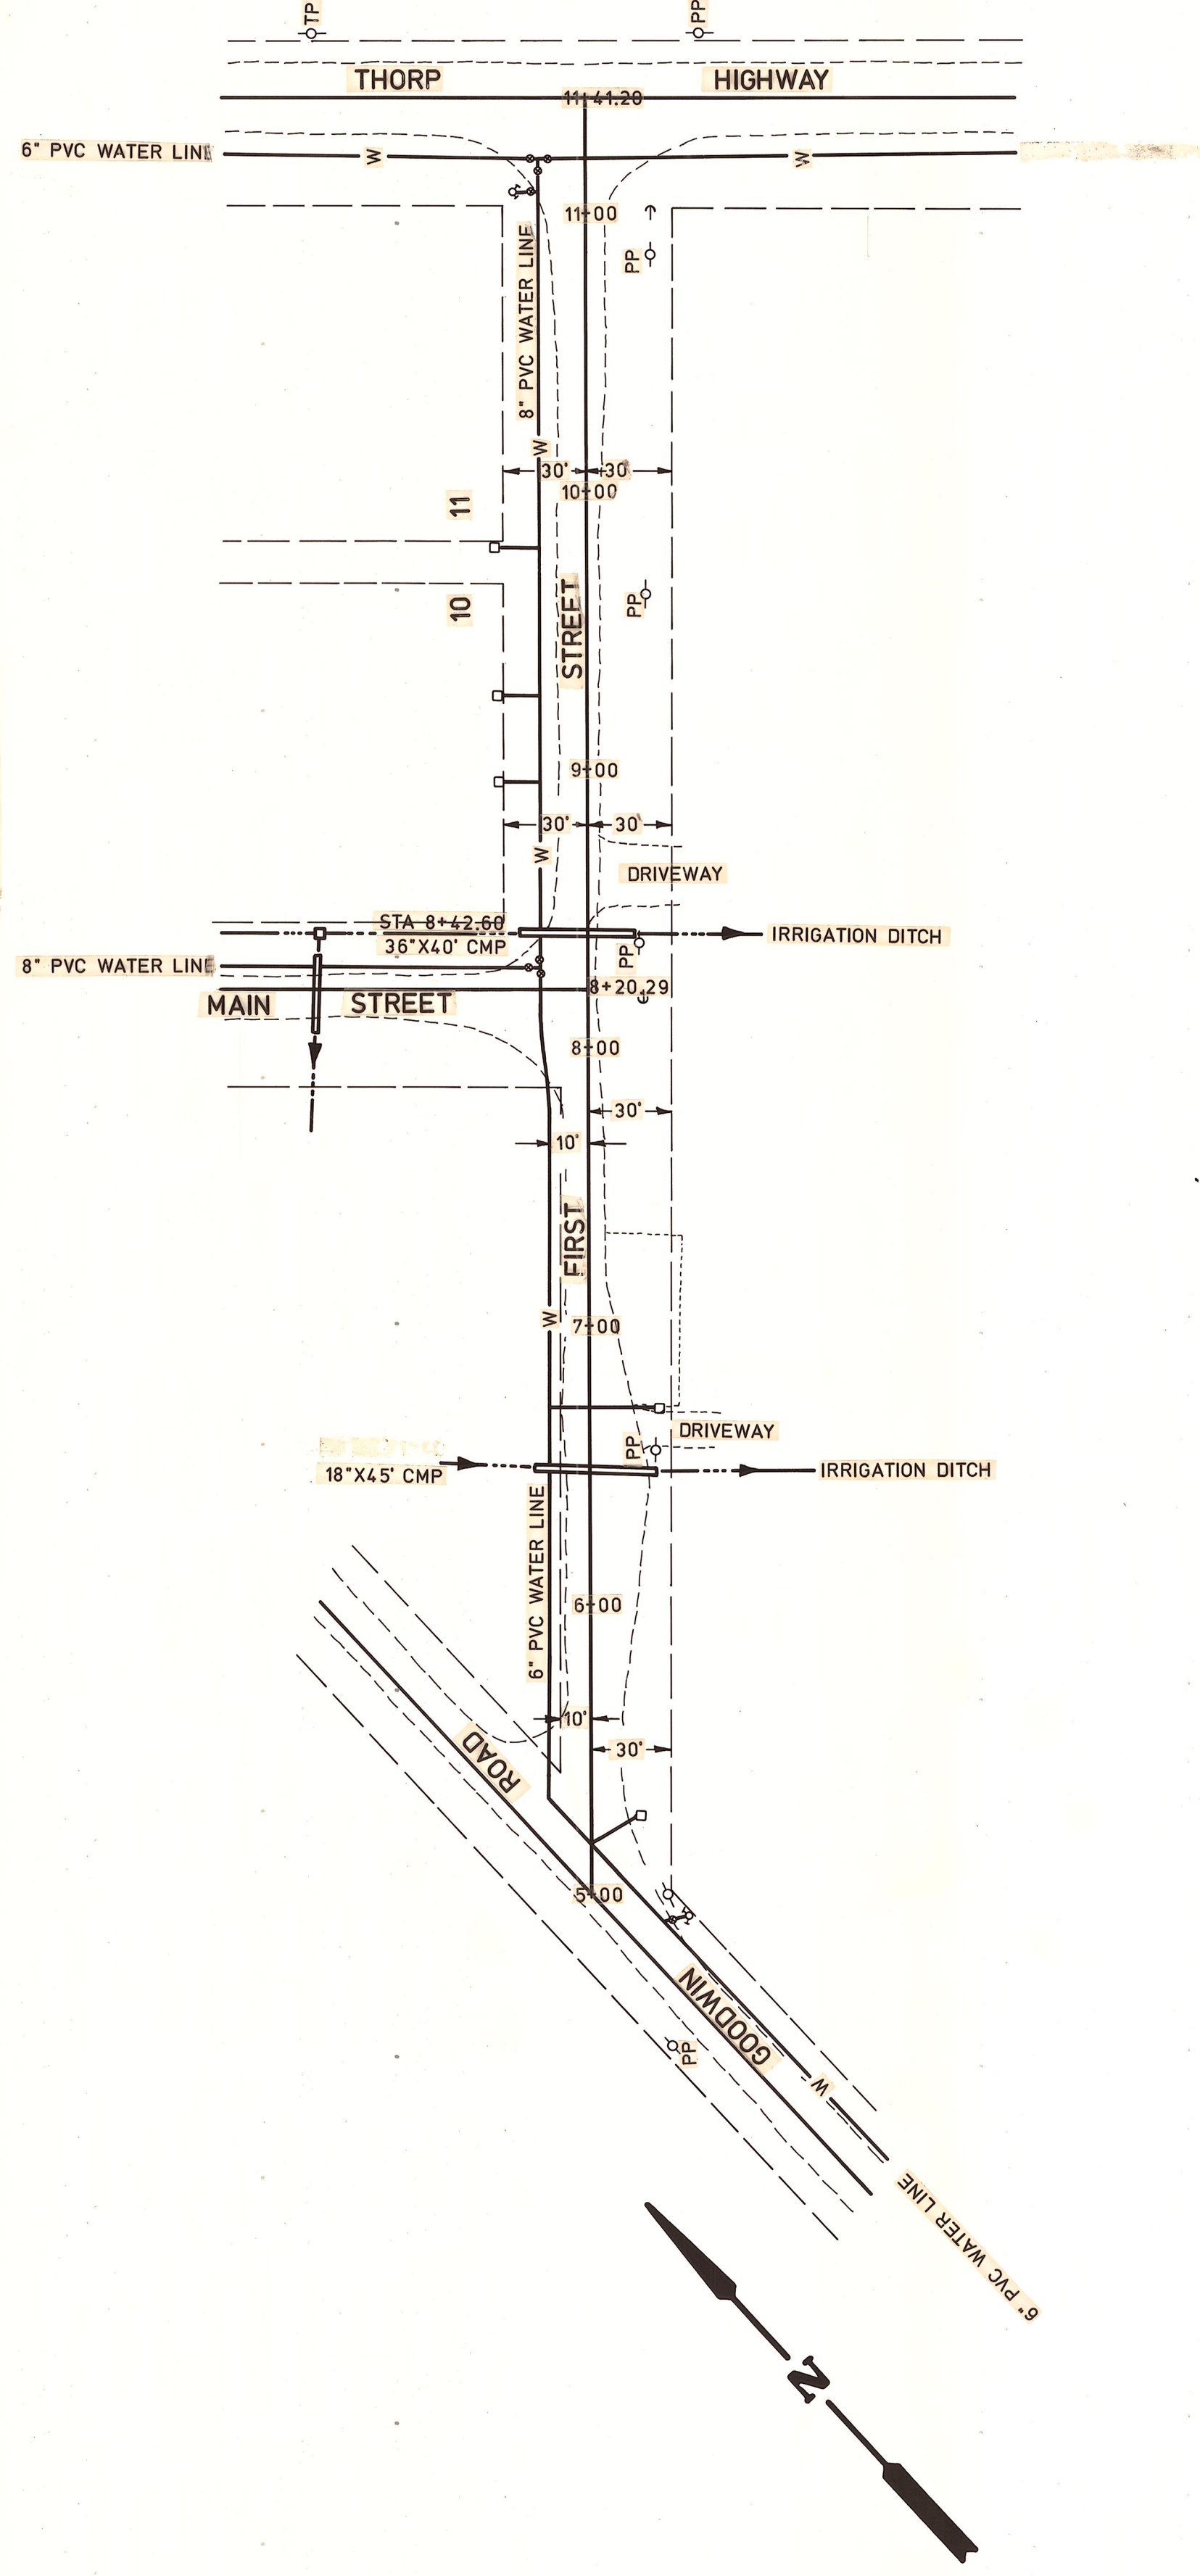 TP
PP
THORP HIGHWAY
11+41.20
6" PVC WATER LINE
W
W
11+00
PP
8" PVC WATER LINE
W
30' 30'
10+00
11
10
PP
STREET
9+00
30' 30'
W
DRIVEWAY
STA 8+42.60
36"X40' CMP
PP
IRRIGATION DITCH
8" PVC WATER LINE
8+20.29
MAIN STREET
8+00
30'
10'
FIRST
W
7+00
DRIVEWAY
PP
18"X45' CMP
IRRIGATION DITCH
6" PVC WATER LINE
6+00
10'
30'
ROAD
5+00
GOODWIN
PP
W
6" PVC WATER LINE
N